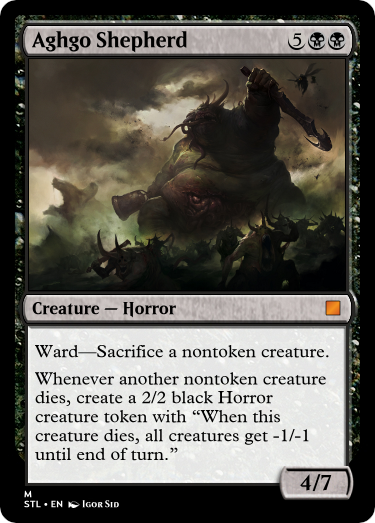 Aghgo Shepherd 5
Creature — Horror
Ward—Sacrifice a nontoken creature.
Whenever another nontoken creature
dies, create a 2/2 black Horror
creature token with “When this
creature dies, all creatures get -1/-1
until end of turn.”
4/7
M
STL • EN Igor Sid